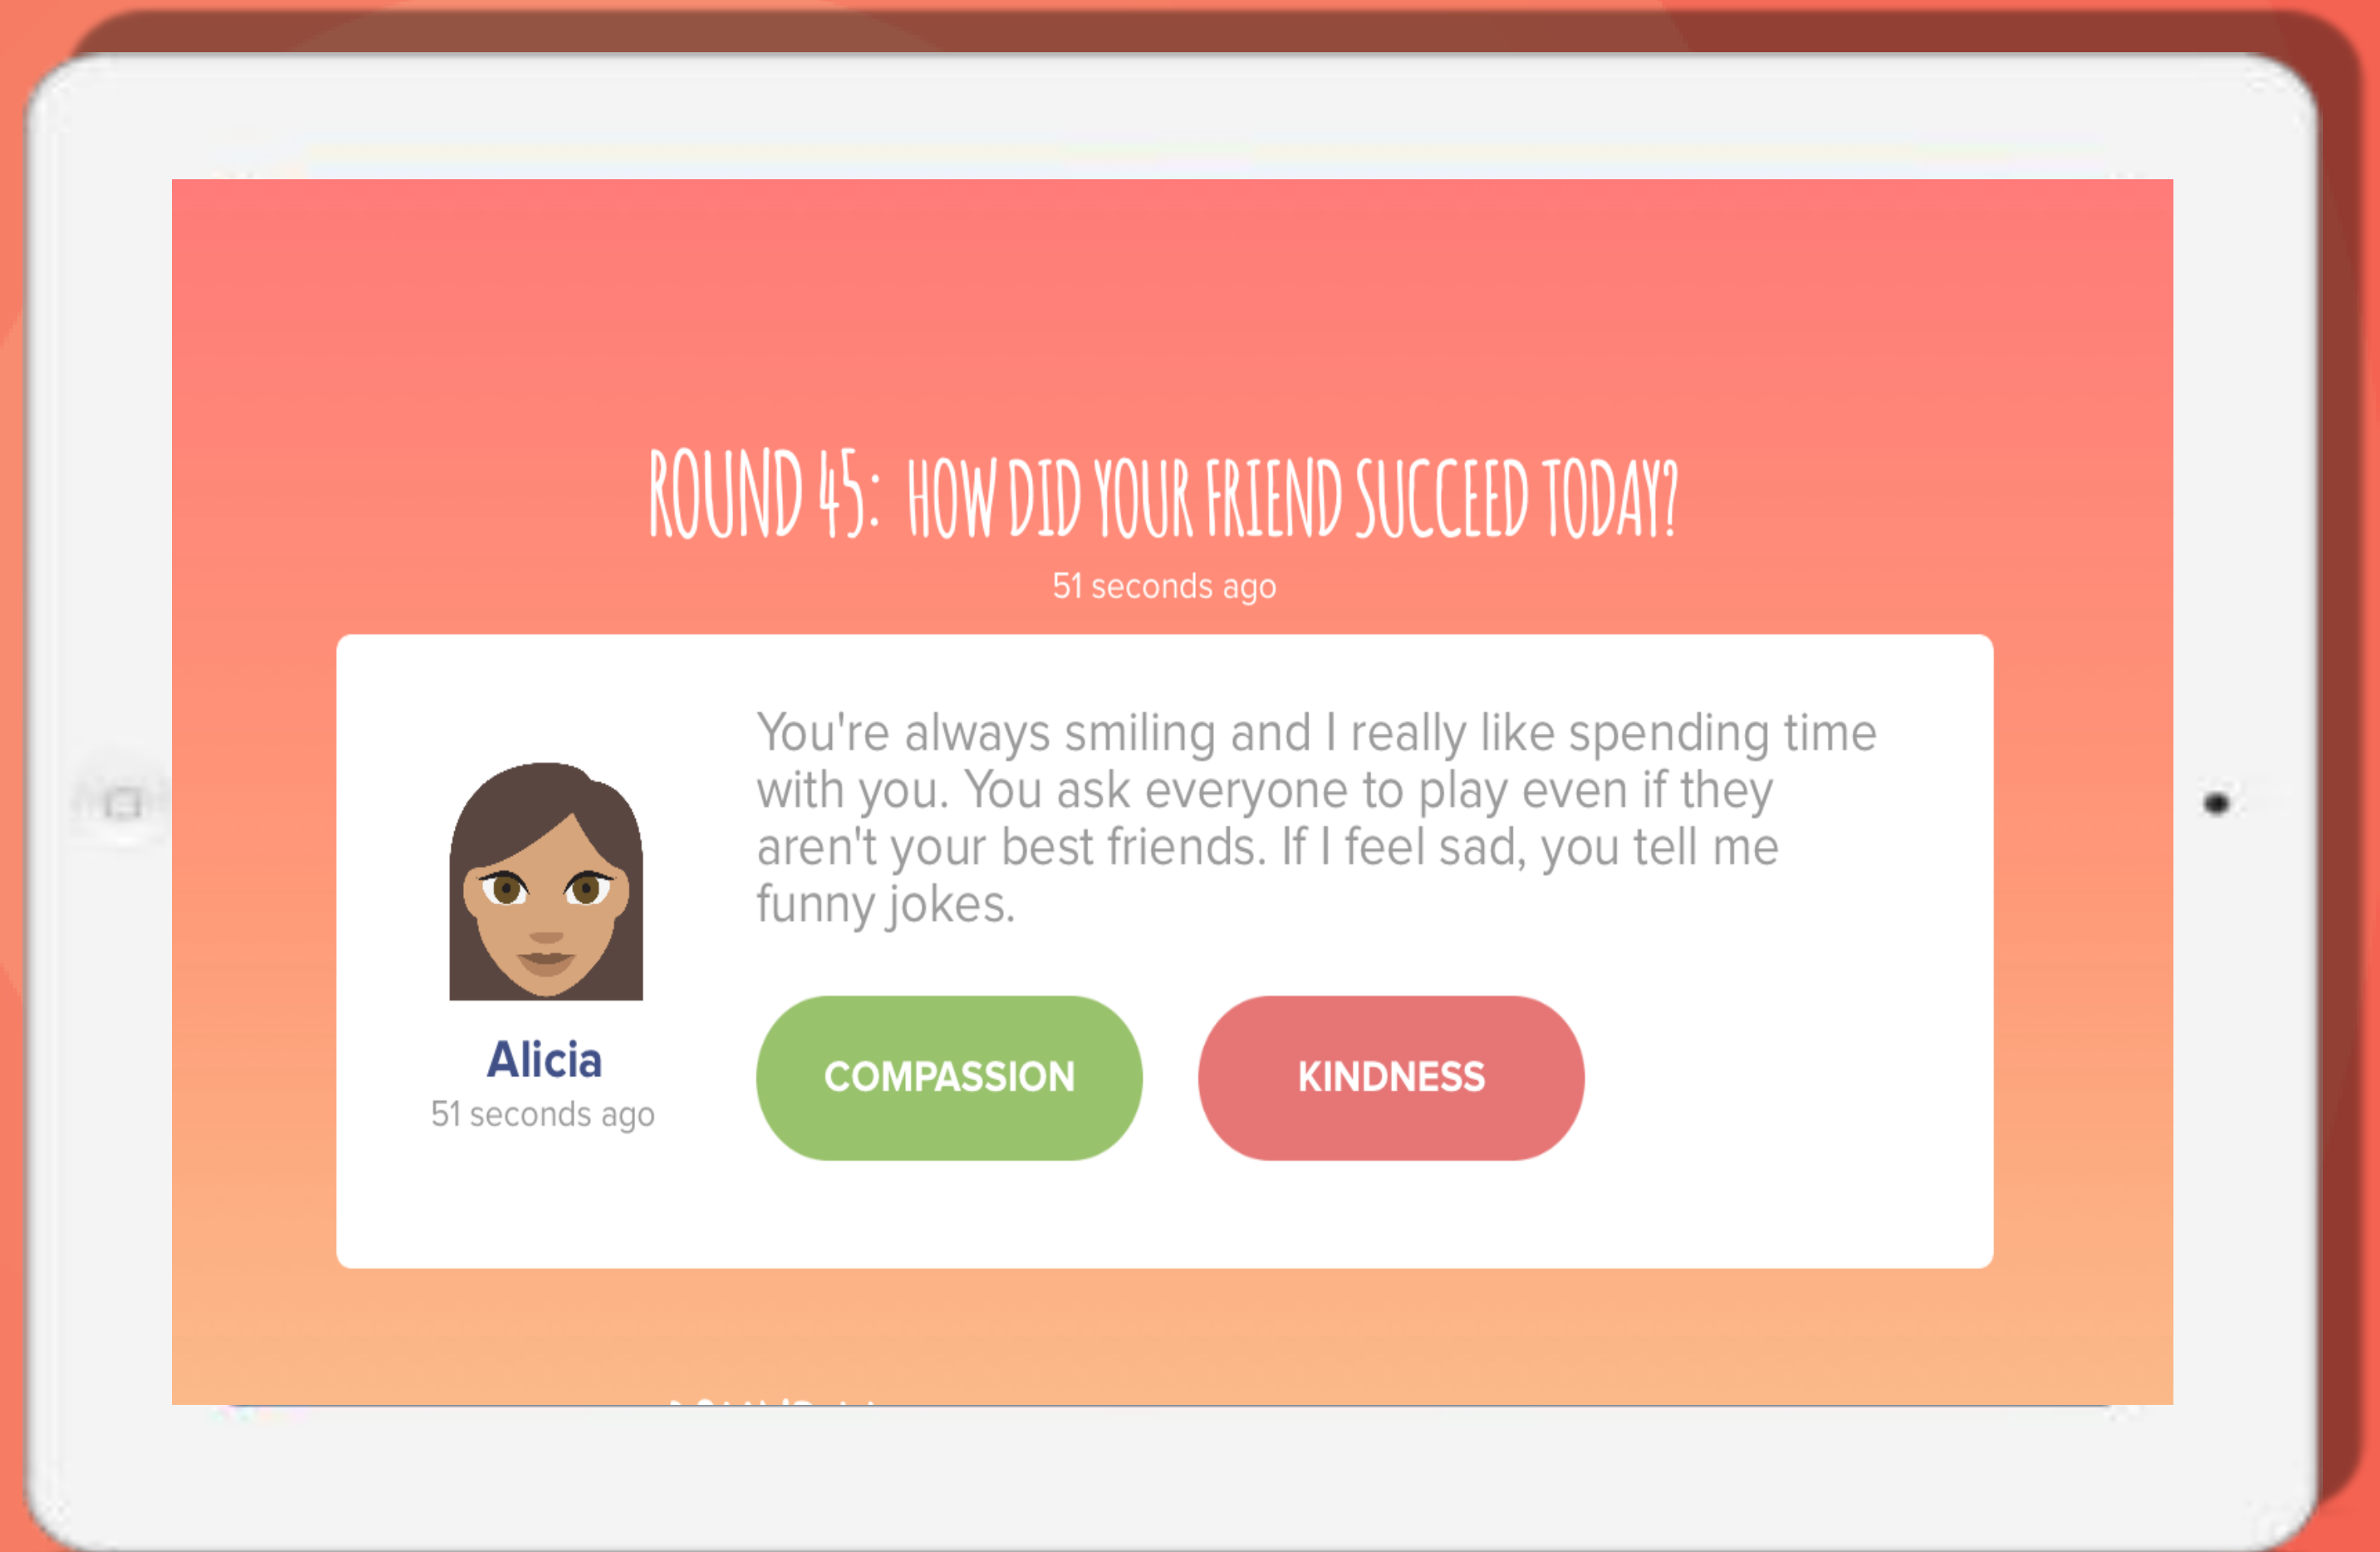 ROUND 45: HOW DID YOUR FRIEND SUCCEED TODAY?
51 seconds ago
You're always smiling and I really like spending time
with you. You ask everyone to play even if they
aren't your best friends. If I feel sad, you tell me
funny jokes.
Alicia
51 seconds ago
COMPASSION
KINDNESS